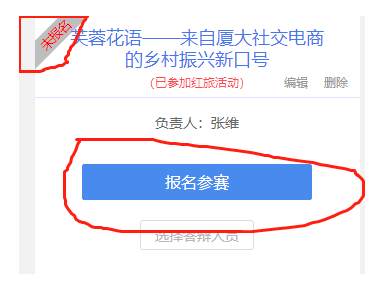 未报名
芙蓉花语——来自厦大社交电商
的乡村振兴新口号
(已参加红旅活动)
编辑 删除
负责人：张维
报名参赛
选择答辩人员